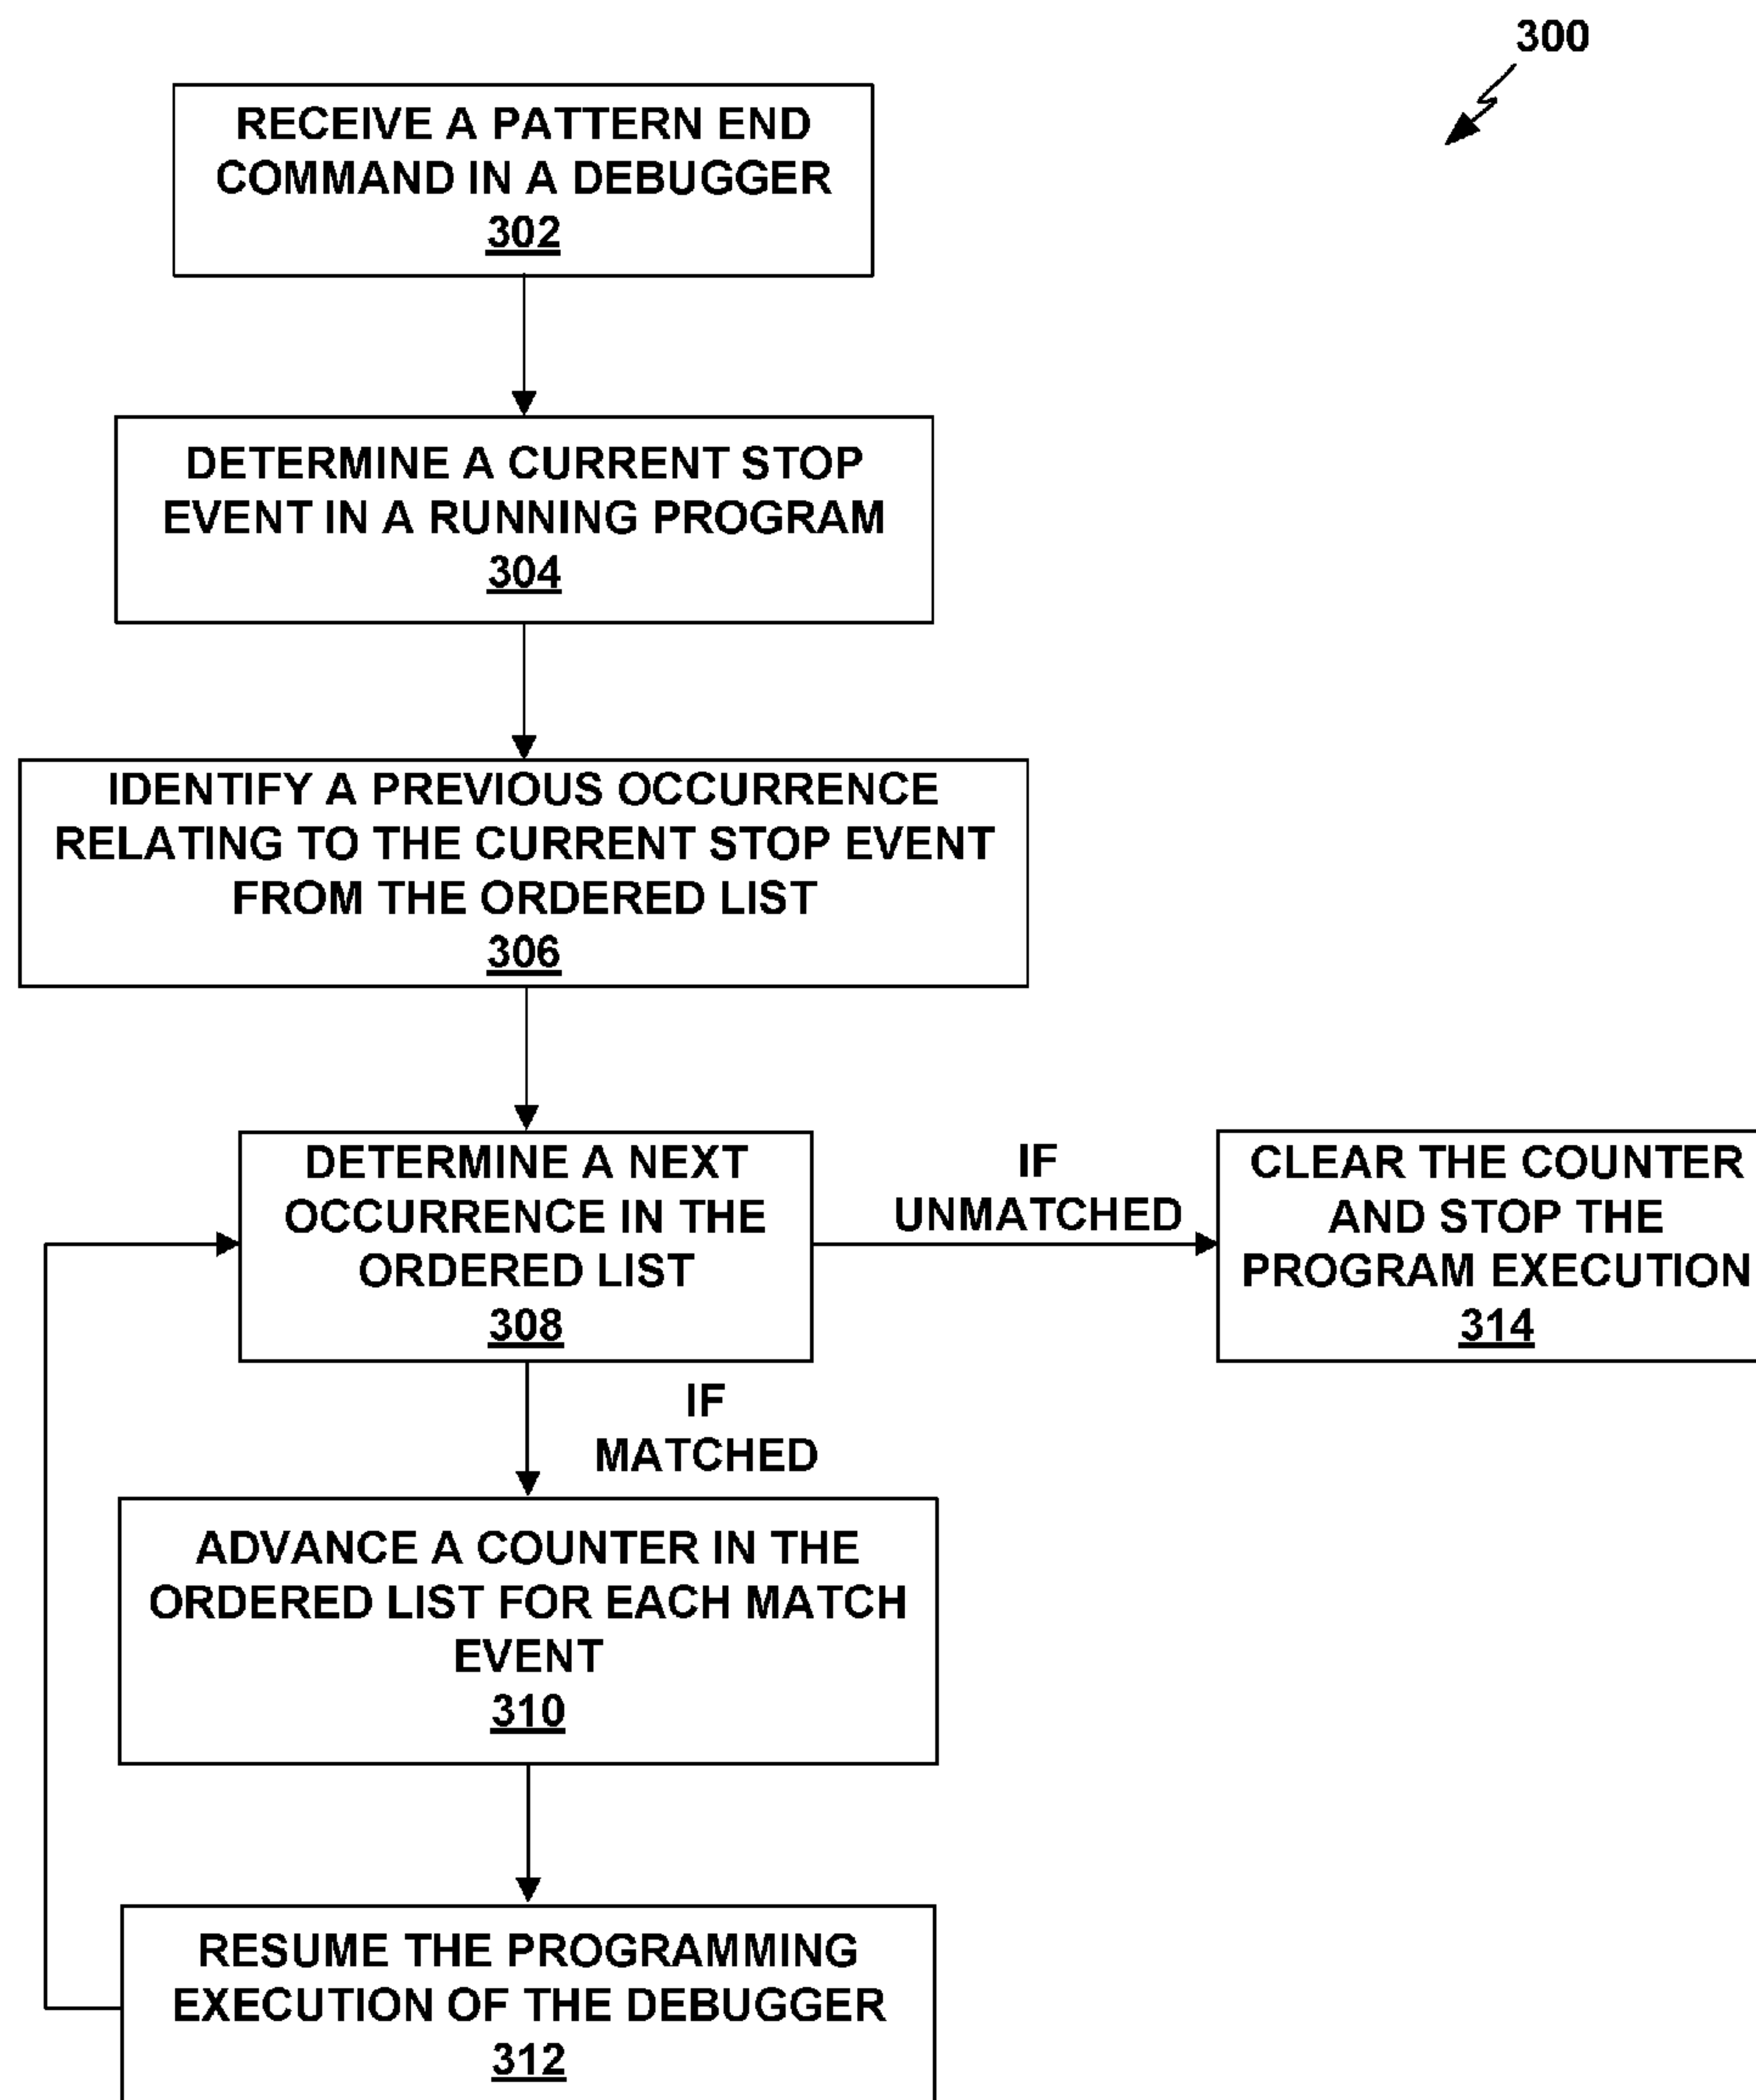 300
RECEIVE A PATTERN END
COMMAND IN A DEBUGGER
302
DETERMINE A CURRENT STOP
EVENT IN A RUNNING PROGRAM
304
IDENTIFY A PREVIOUS OCCURRENCE
RELATING TO THE CURRENT STOP EVENT
FROM THE ORDERED LIST
306
DETERMINE A NEXT
OCCURRENCE IN THE
ORDERED LIST
308
IF
UNMATCHED
CLEAR THE COUNTER
AND STOP THE
PROGRAM EXECUTION
314
IF
MATCHED
ADVANCE A COUNTER IN THE
ORDERED LIST FOR EACH MATCH
EVENT
310
RESUME THE PROGRAMMING
EXECUTION OF THE DEBUGGER
312